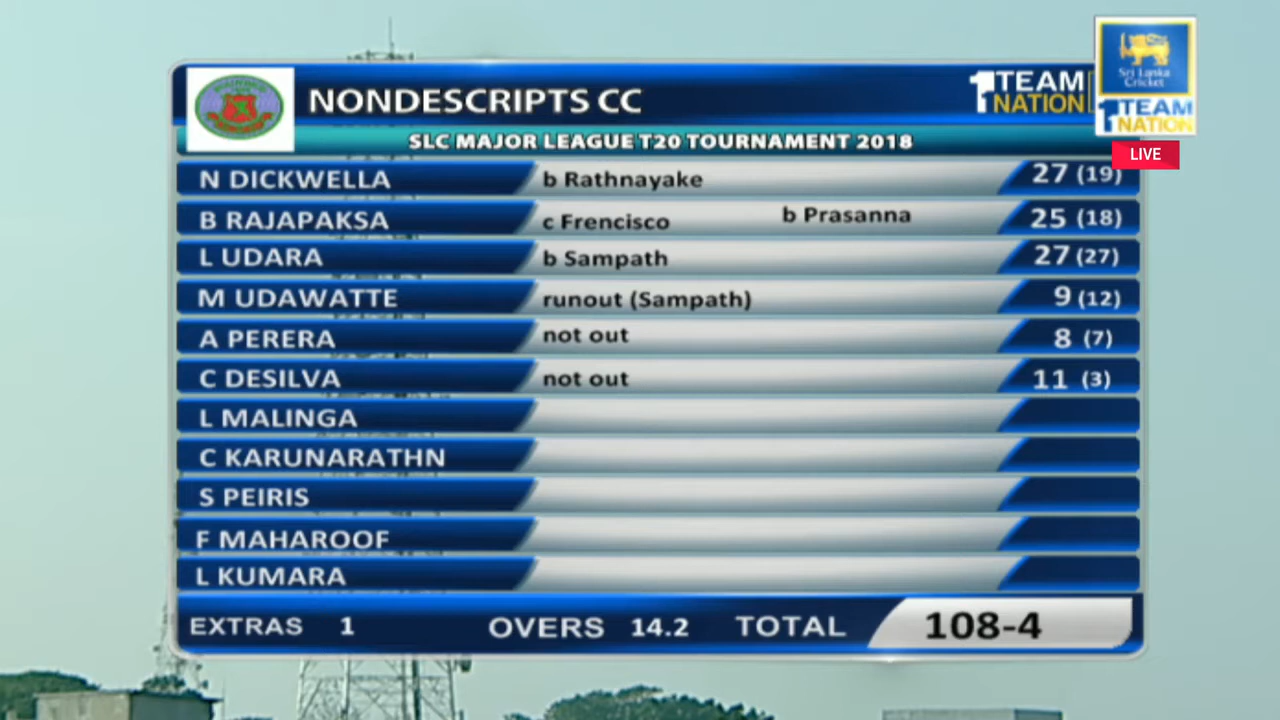 NONDESCRIPTS CC
1 TEAM
NATION
Sri Lanka
Cricket
1 TEAM
NATION
SLC MAJOR LEAGUE T20 TOURNAMENT 2018
LIVE
N DICKWELLA b Rathnayake 27 (19)
B RAJAPAKSA c Frencisco b Prasanna 25 (18)
L UDARA b Sampath 27 (27)
M UDAWATTE runout (Sampath) 9 (12)
A PERERA not out 8 (7)
C DESILVA not out 11 (3)
L MALINGA
C KARUNARATHN
S PEIRIS
F MAHAROOF
L KUMARA
EXTRAS 1 OVERS 14.2 TOTAL 108-4